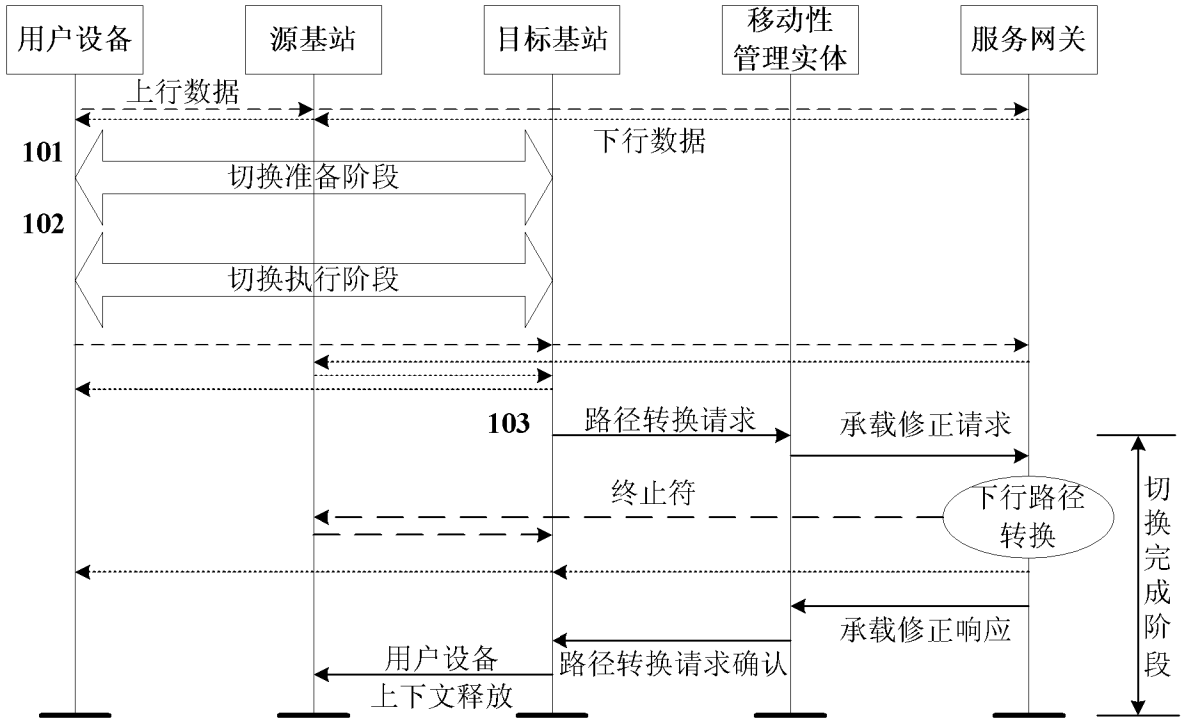 用户设备
源基站
目标基站
移动性
管理实体
服务网关
上行数据
下行数据
101
切换准备阶段
102
切换执行阶段
103
路径转换请求
承载修正请求
终止符
下行路径
转换
切换完成阶段
承载修正响应
路径转换请求确认
用户设备
上下文释放